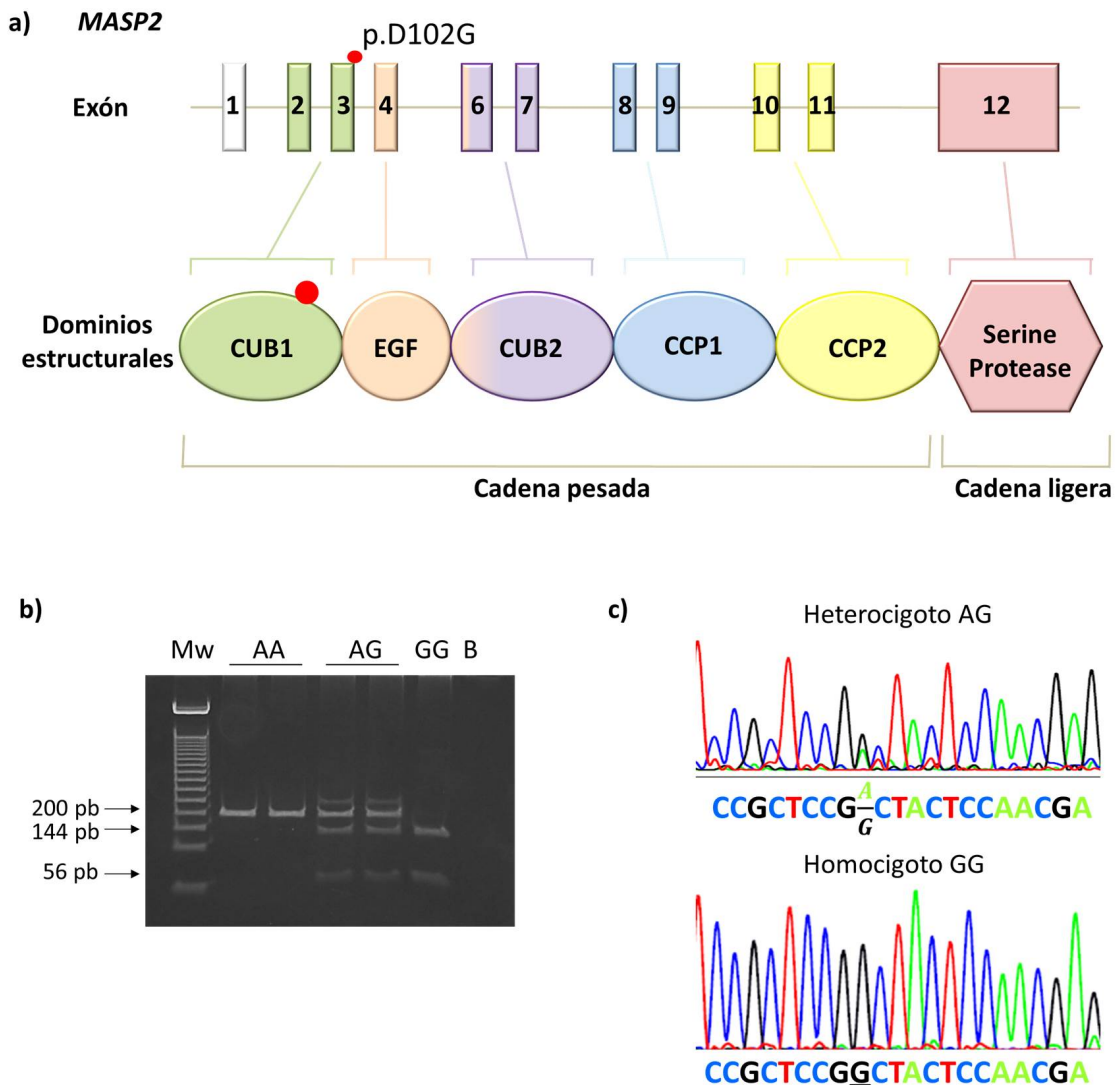 a)
MASP2
p.D102G
Exón
1 2 3 4 6 7 8 9 10 11 12
Dominios
estructurales
CUB1 EGF CUB2 CCP1 CCP2 Serine
Protease
Cadena pesada Cadena ligera
b)
Mw AA AG GG B
200 pb
144 pb
56 pb
c)
Heterocigoto AG
A
CCGCTCCG CTACTCCAACGA
G
Homocigoto GG
CCGCTCCGGCTACTCCAACGA